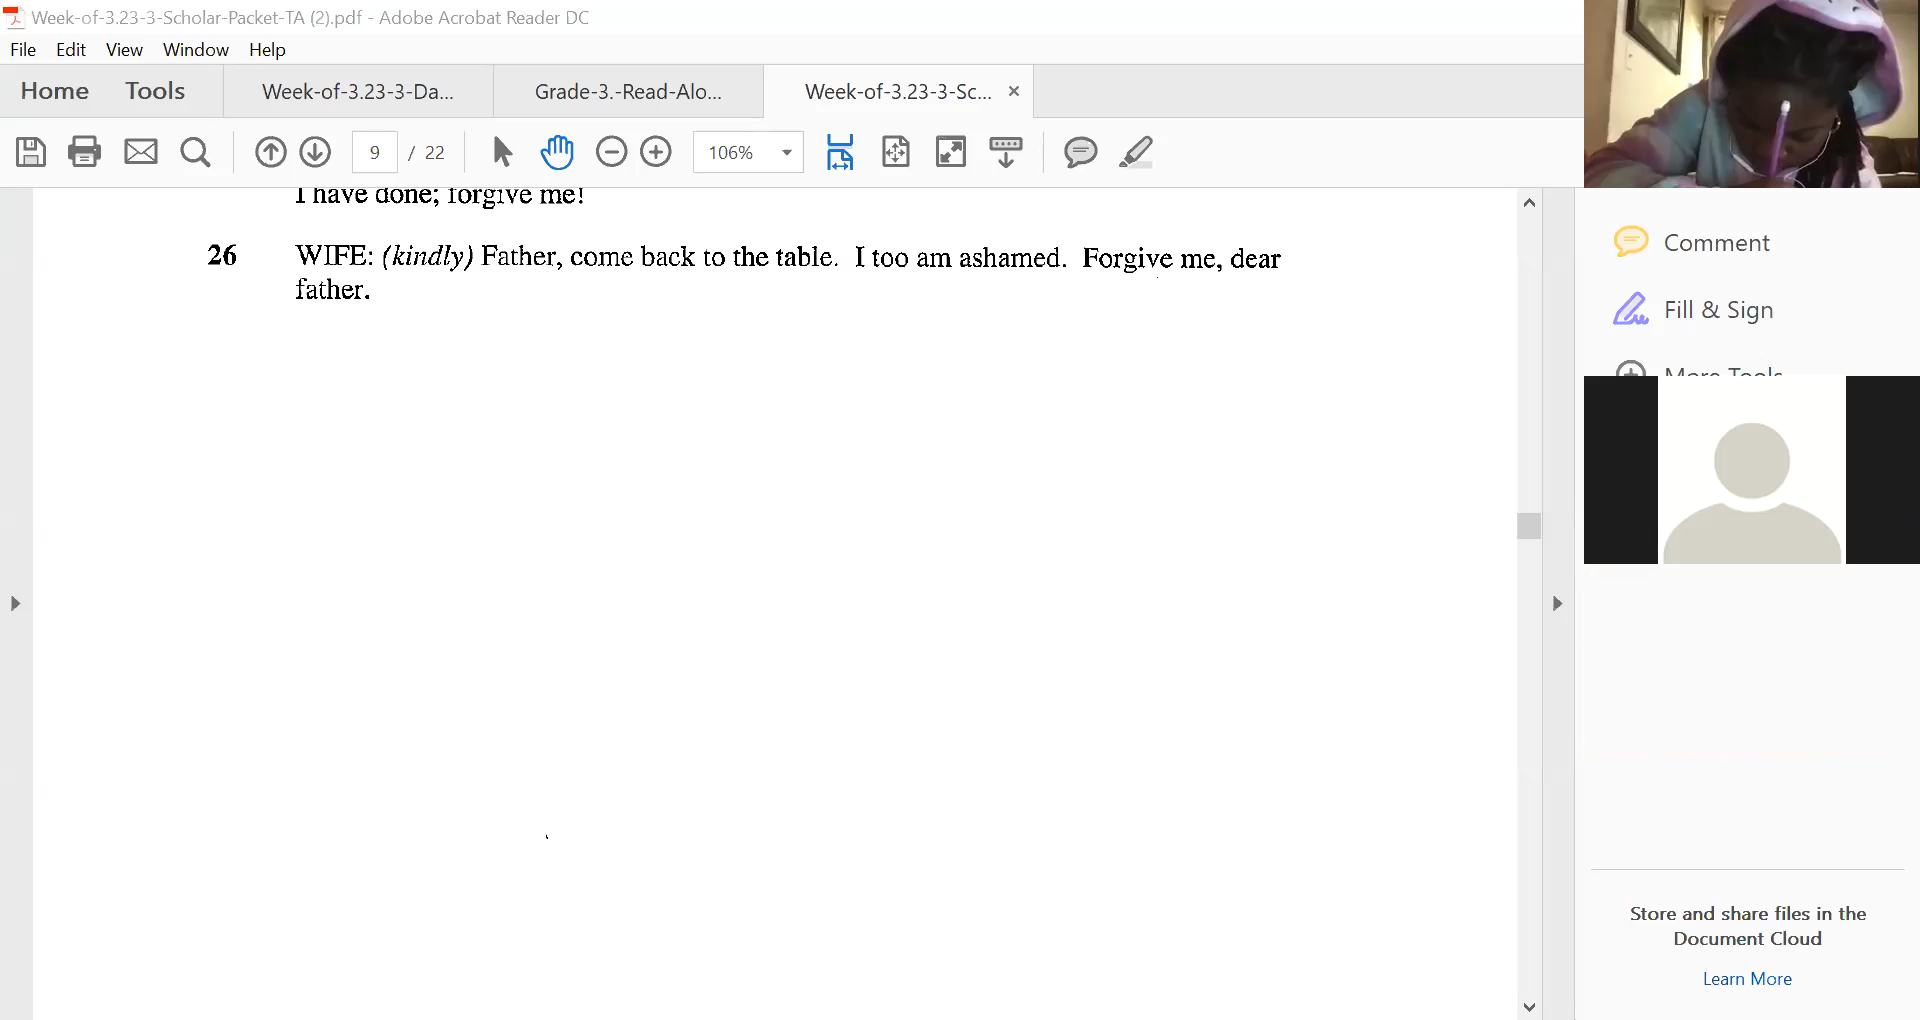 Week-of-3.23-3-Scholar-Packet-TA (2).pdf - Adobe Acrobat Reader DC
File Edit View Window Help
Home Tools Week-of-3.23-3-Da... Grade-3.-Read-Alo... Week-of-3.23-3-Sc... ×
9 / 22 106%
I have done; forgive me!
26 WIFE: (kindly) Father, come back to the table. I too am ashamed. Forgive me, dear
father.
Comment
Fill & Sign
More Tools
Store and share files in the
Document Cloud
Learn More